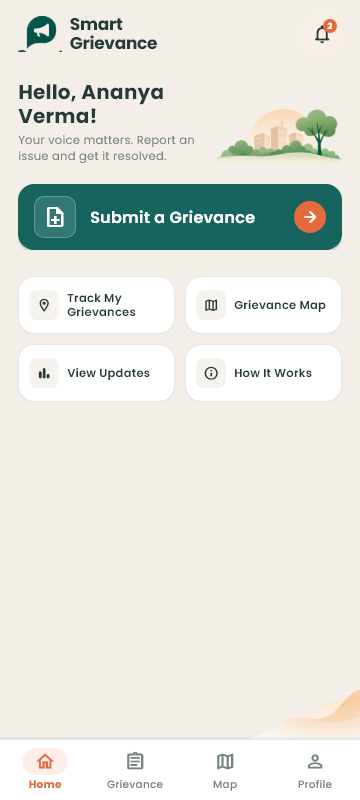 Smart
Grievance
2
Hello, Ananya
Verma!
Your voice matters. Report an
issue and get it resolved.
Submit a Grievance
Track My
Grievances
Grievance Map
View Updates
How It Works
Home
Grievance
Map
Profile